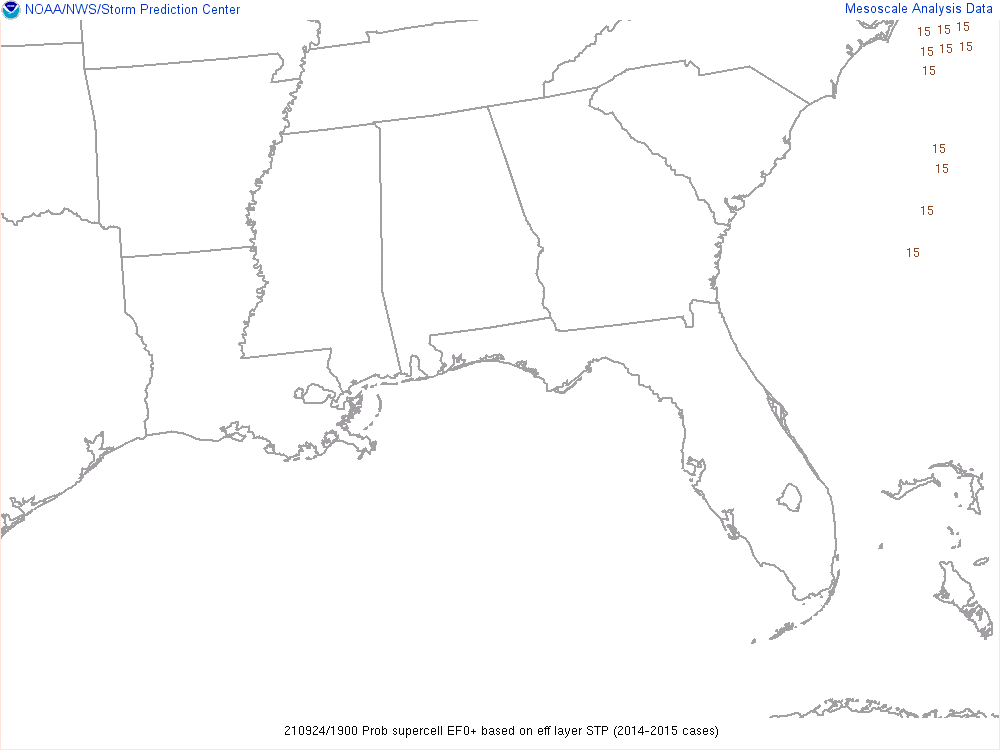 NOAA/NWS/Storm Prediction Center
Mesoscale Analysis Data
15 15 15
15 15 15
15
15
15
15
15
210924/1900 Prob supercell EF0+ based on eff layer STP (2014-2015 cases)